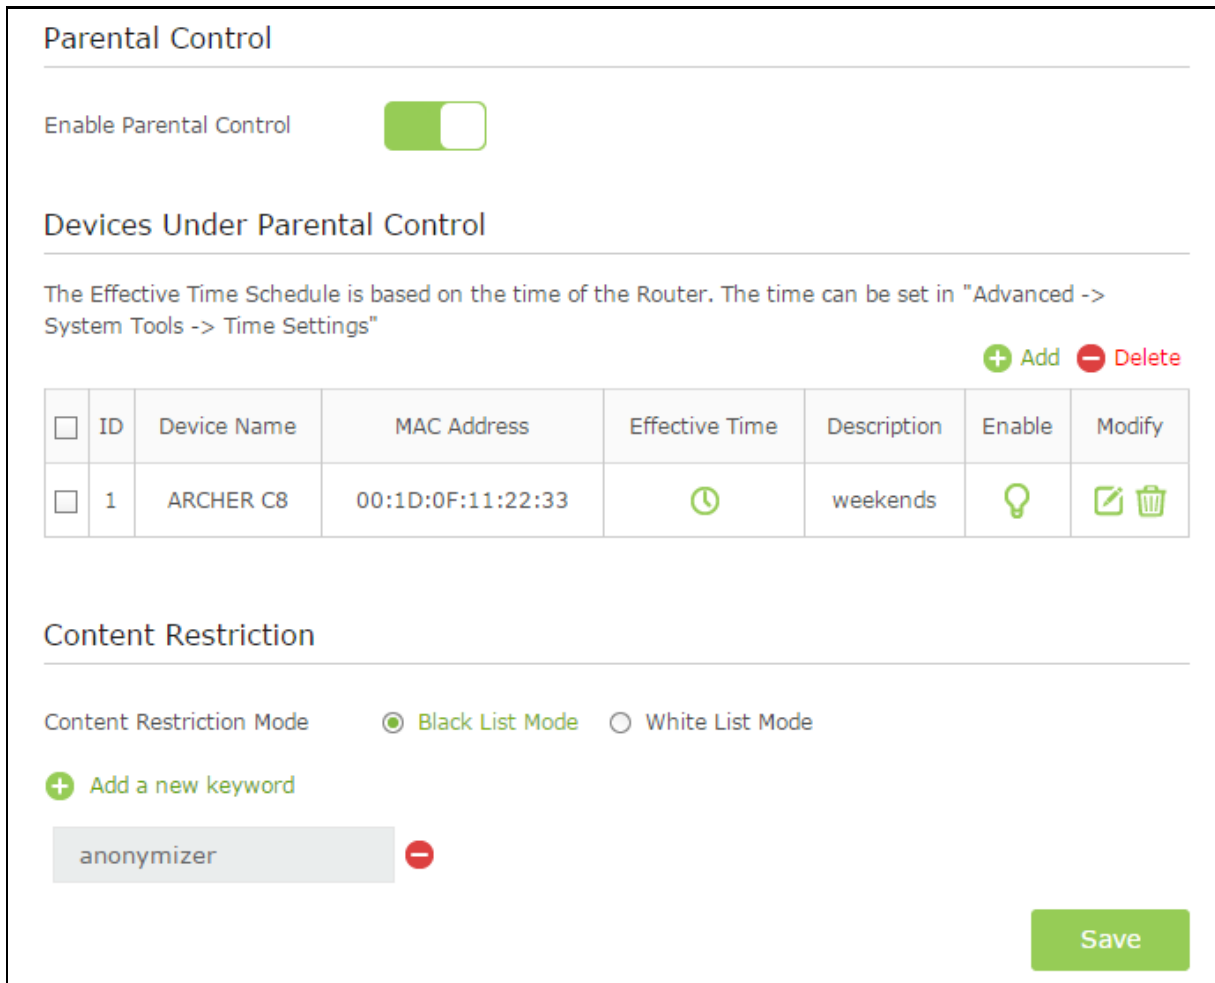 Parental Control
Enable Parental Control
Devices Under Parental Control
The Effective Time Schedule is based on the time of the Router. The time can be set in "Advanced ->
System Tools -> Time Settings"
Add Delete
ID Device Name MAC Address Effective Time Description Enable Modify
1 ARCHER C8 00:1D:0F:11:22:33 weekends
Content Restriction
Content Restriction Mode Black List Mode White List Mode
Add a new keyword
anonymizer
Save